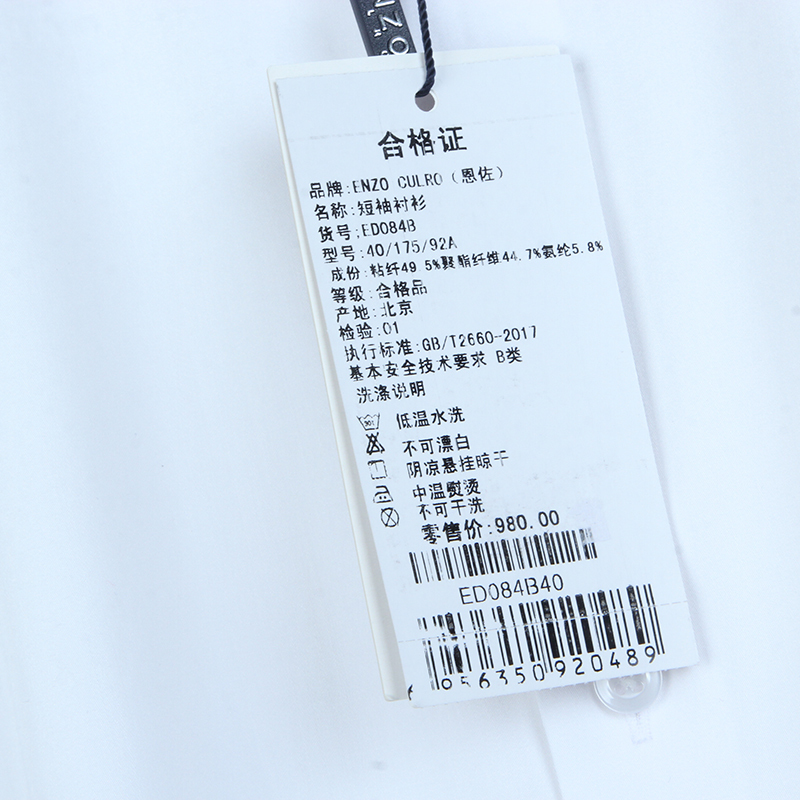 NZO
合格证
品牌:ENZO CULRO(恩佐)
名称:短袖衬衫
货号:ED084B
型号:40/175/92A
成份:粘纤49 5%聚酯纤维44.7%氨纶5.8%
等级:合格品
产地:北京
检验:01
执行标准:GB/T2660-2017
基本安全技术要求 B类
洗涤说明
低温水洗
不可漂白
阴凉悬挂晾干
中温熨烫
不可干洗
零售价:980.00
ED084B40
6 956350 920489